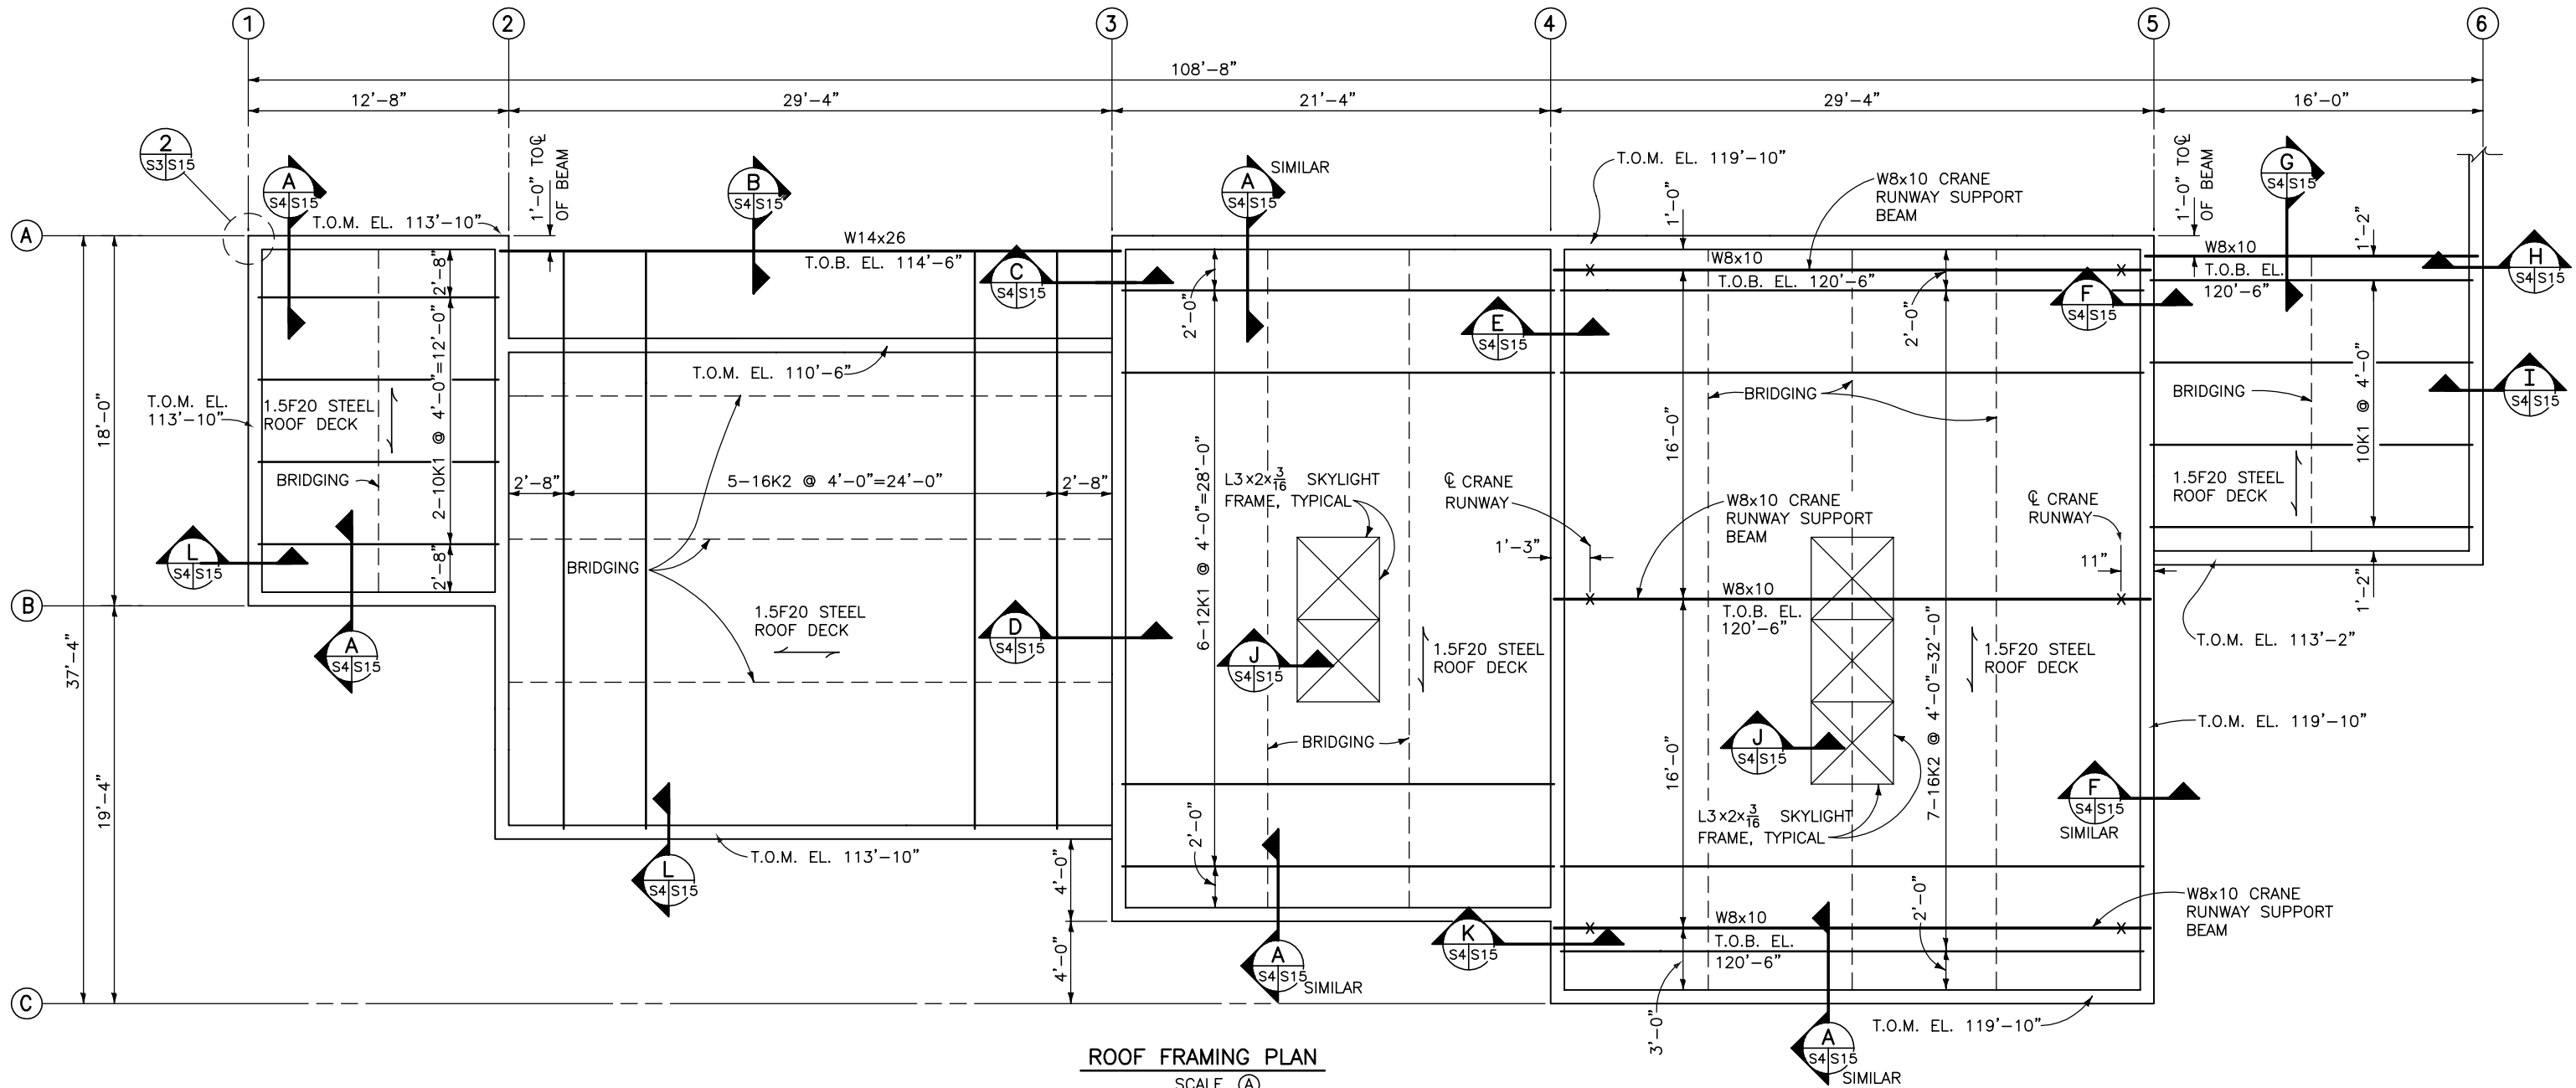 1
2
3
4
5
6
108'-8"
12'-8"
29'-4"
21'-4"
29'-4"
16'-0"
2
S3 S15
A
S4 S15
T.O.M. EL. 113'-10"
1'-0" TO ℄
OF BEAM
B
S4 S15
A
S4 S15
SIMILAR
T.O.M. EL. 119'-10"
1'-0"
W8x10 CRANE
RUNWAY SUPPORT
BEAM
1'-0" TO ℄
OF BEAM
G
S4 S15
1'-2"
A
W14x26
T.O.B. EL. 114'-6"
C
S4 S15
2'-0"
W8x10
T.O.B. EL. 120'-6"
2'-0"
E
S4 S15
F
S4 S15
W8x10
T.O.B. EL.
120'-6"
H
S4 S15
I
S4 S15
2'-8"
2-10K1 @ 4'-0"=12'-0"
2'-8"
T.O.M. EL.
113'-10"
1.5F20 STEEL
ROOF DECK
BRIDGING
18'-0"
T.O.M. EL. 110'-6"
2'-8"
5-16K2 @ 4'-0"=24'-0"
2'-8"
BRIDGING
1.5F20 STEEL
ROOF DECK
D
S4 S15
6-12K1 @ 4'-0"=28'-0"
L3x2x3/16 SKYLIGHT
FRAME, TYPICAL
℄ CRANE
RUNWAY
1'-3"
BRIDGING
16'-0"
W8x10 CRANE
RUNWAY SUPPORT
BEAM
W8x10
T.O.B. EL.
120'-6"
℄ CRANE
RUNWAY
11"
BRIDGING
10K1 @ 4'-0"
1.5F20 STEEL
ROOF DECK
1'-2"
T.O.M. EL. 113'-2"
L
S4 S15
B
A
S4 S15
37'-4"
19'-4"
J
S4 S15
1.5F20 STEEL
ROOF DECK
1.5F20 STEEL
ROOF DECK
BRIDGING
16'-0"
J
S4 S15
7-16K2 @ 4'-0"=32'-0"
T.O.M. EL. 119'-10"
F
S4 S15
SIMILAR
L3x2x3/16 SKYLIGHT
FRAME, TYPICAL
2'-0"
L
S4 S15
T.O.M. EL. 113'-10"
4'-0"
4'-0"
A
S4 S15
SIMILAR
K
S4 S15
W8x10
T.O.B. EL.
120'-6"
2'-0"
3'-0"
W8x10 CRANE
RUNWAY SUPPORT
BEAM
C
T.O.M. EL. 119'-10"
A
S4 S15
SIMILAR
ROOF FRAMING PLAN
SCALE A